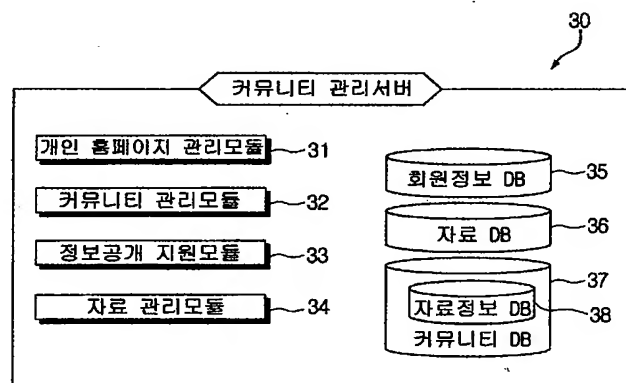 30
커뮤니티 관리서버
개인 홈페이지 관리모듈 31
커뮤니티 관리모듈 32
정보공개 지원모듈 33
자료 관리모듈 34
회원정보 DB 35
자료 DB 36
37
자료정보 DB 38
커뮤니티 DB